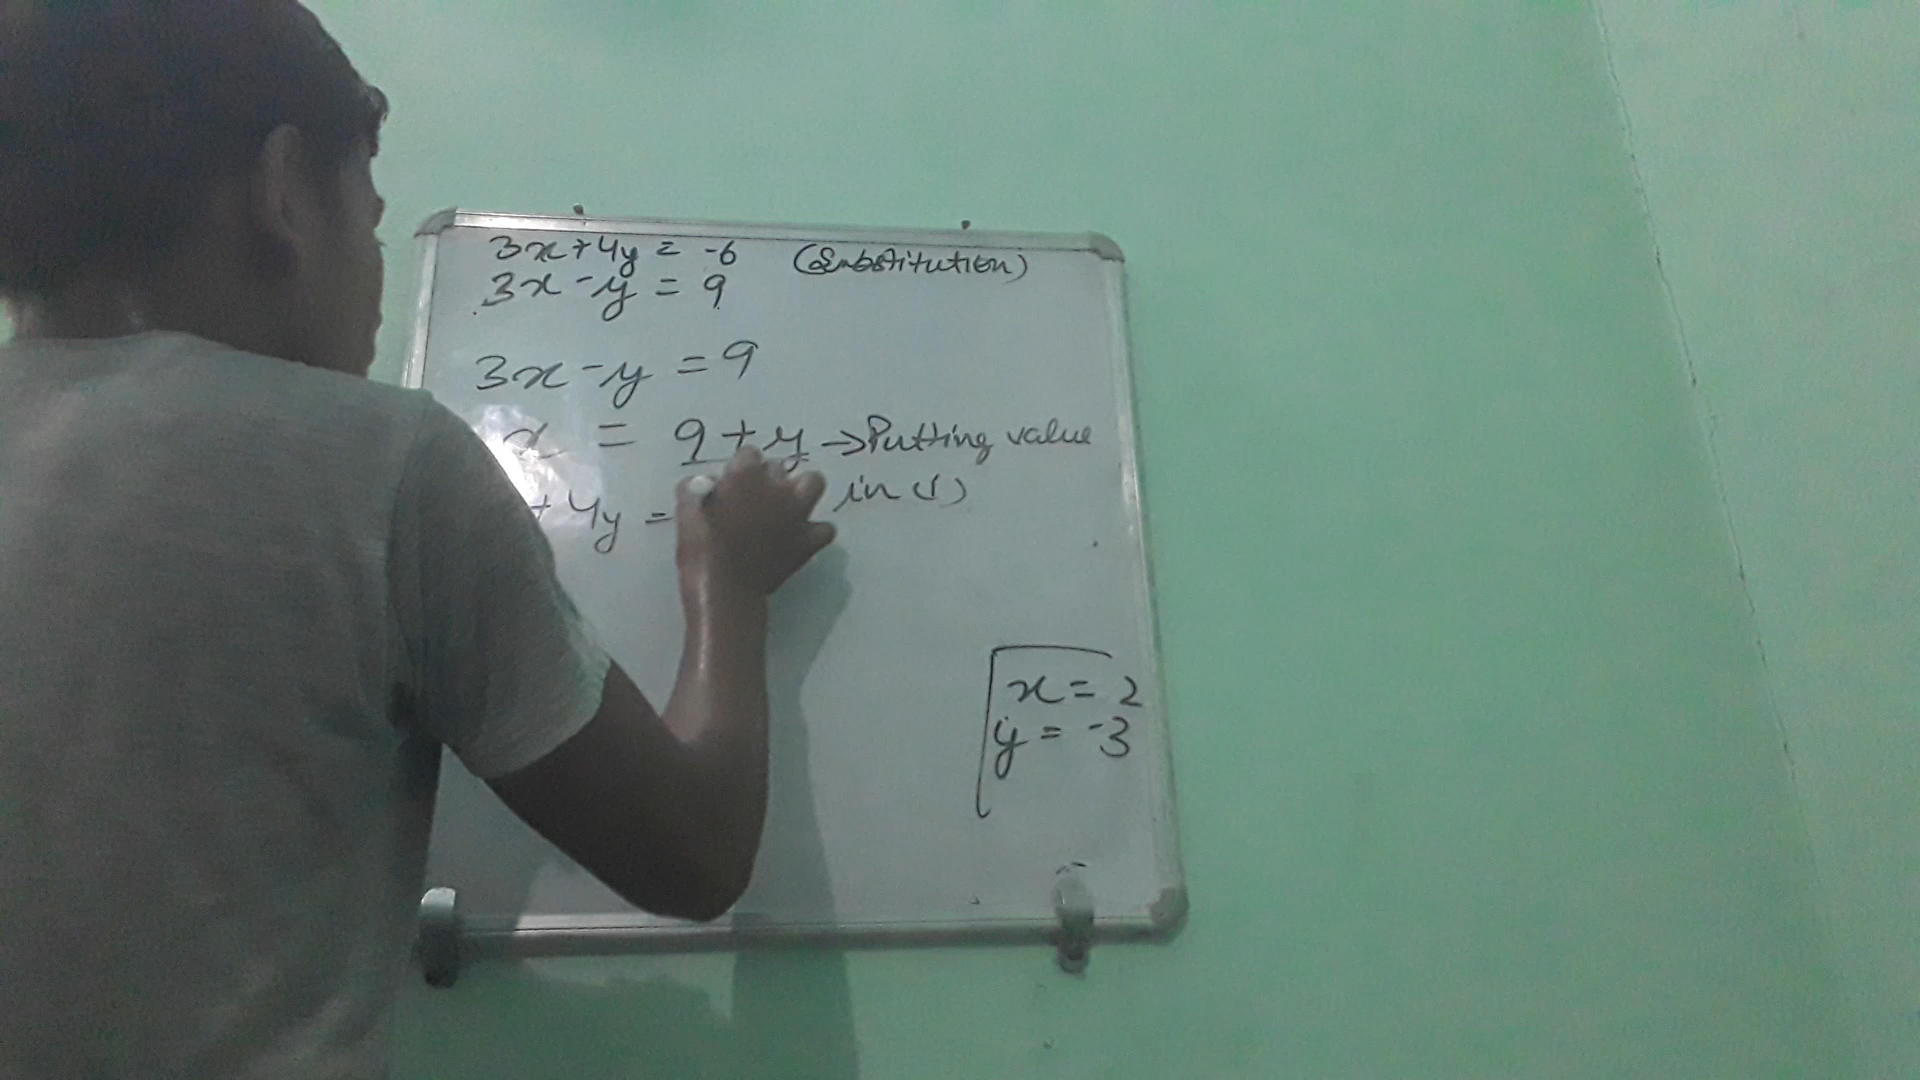 3x+4y = -6 (Substitution)
3x-y = 9
3x-y = 9
x = 9+y →Putting value
in (1)
+ 4y =
x = 2
y = -3